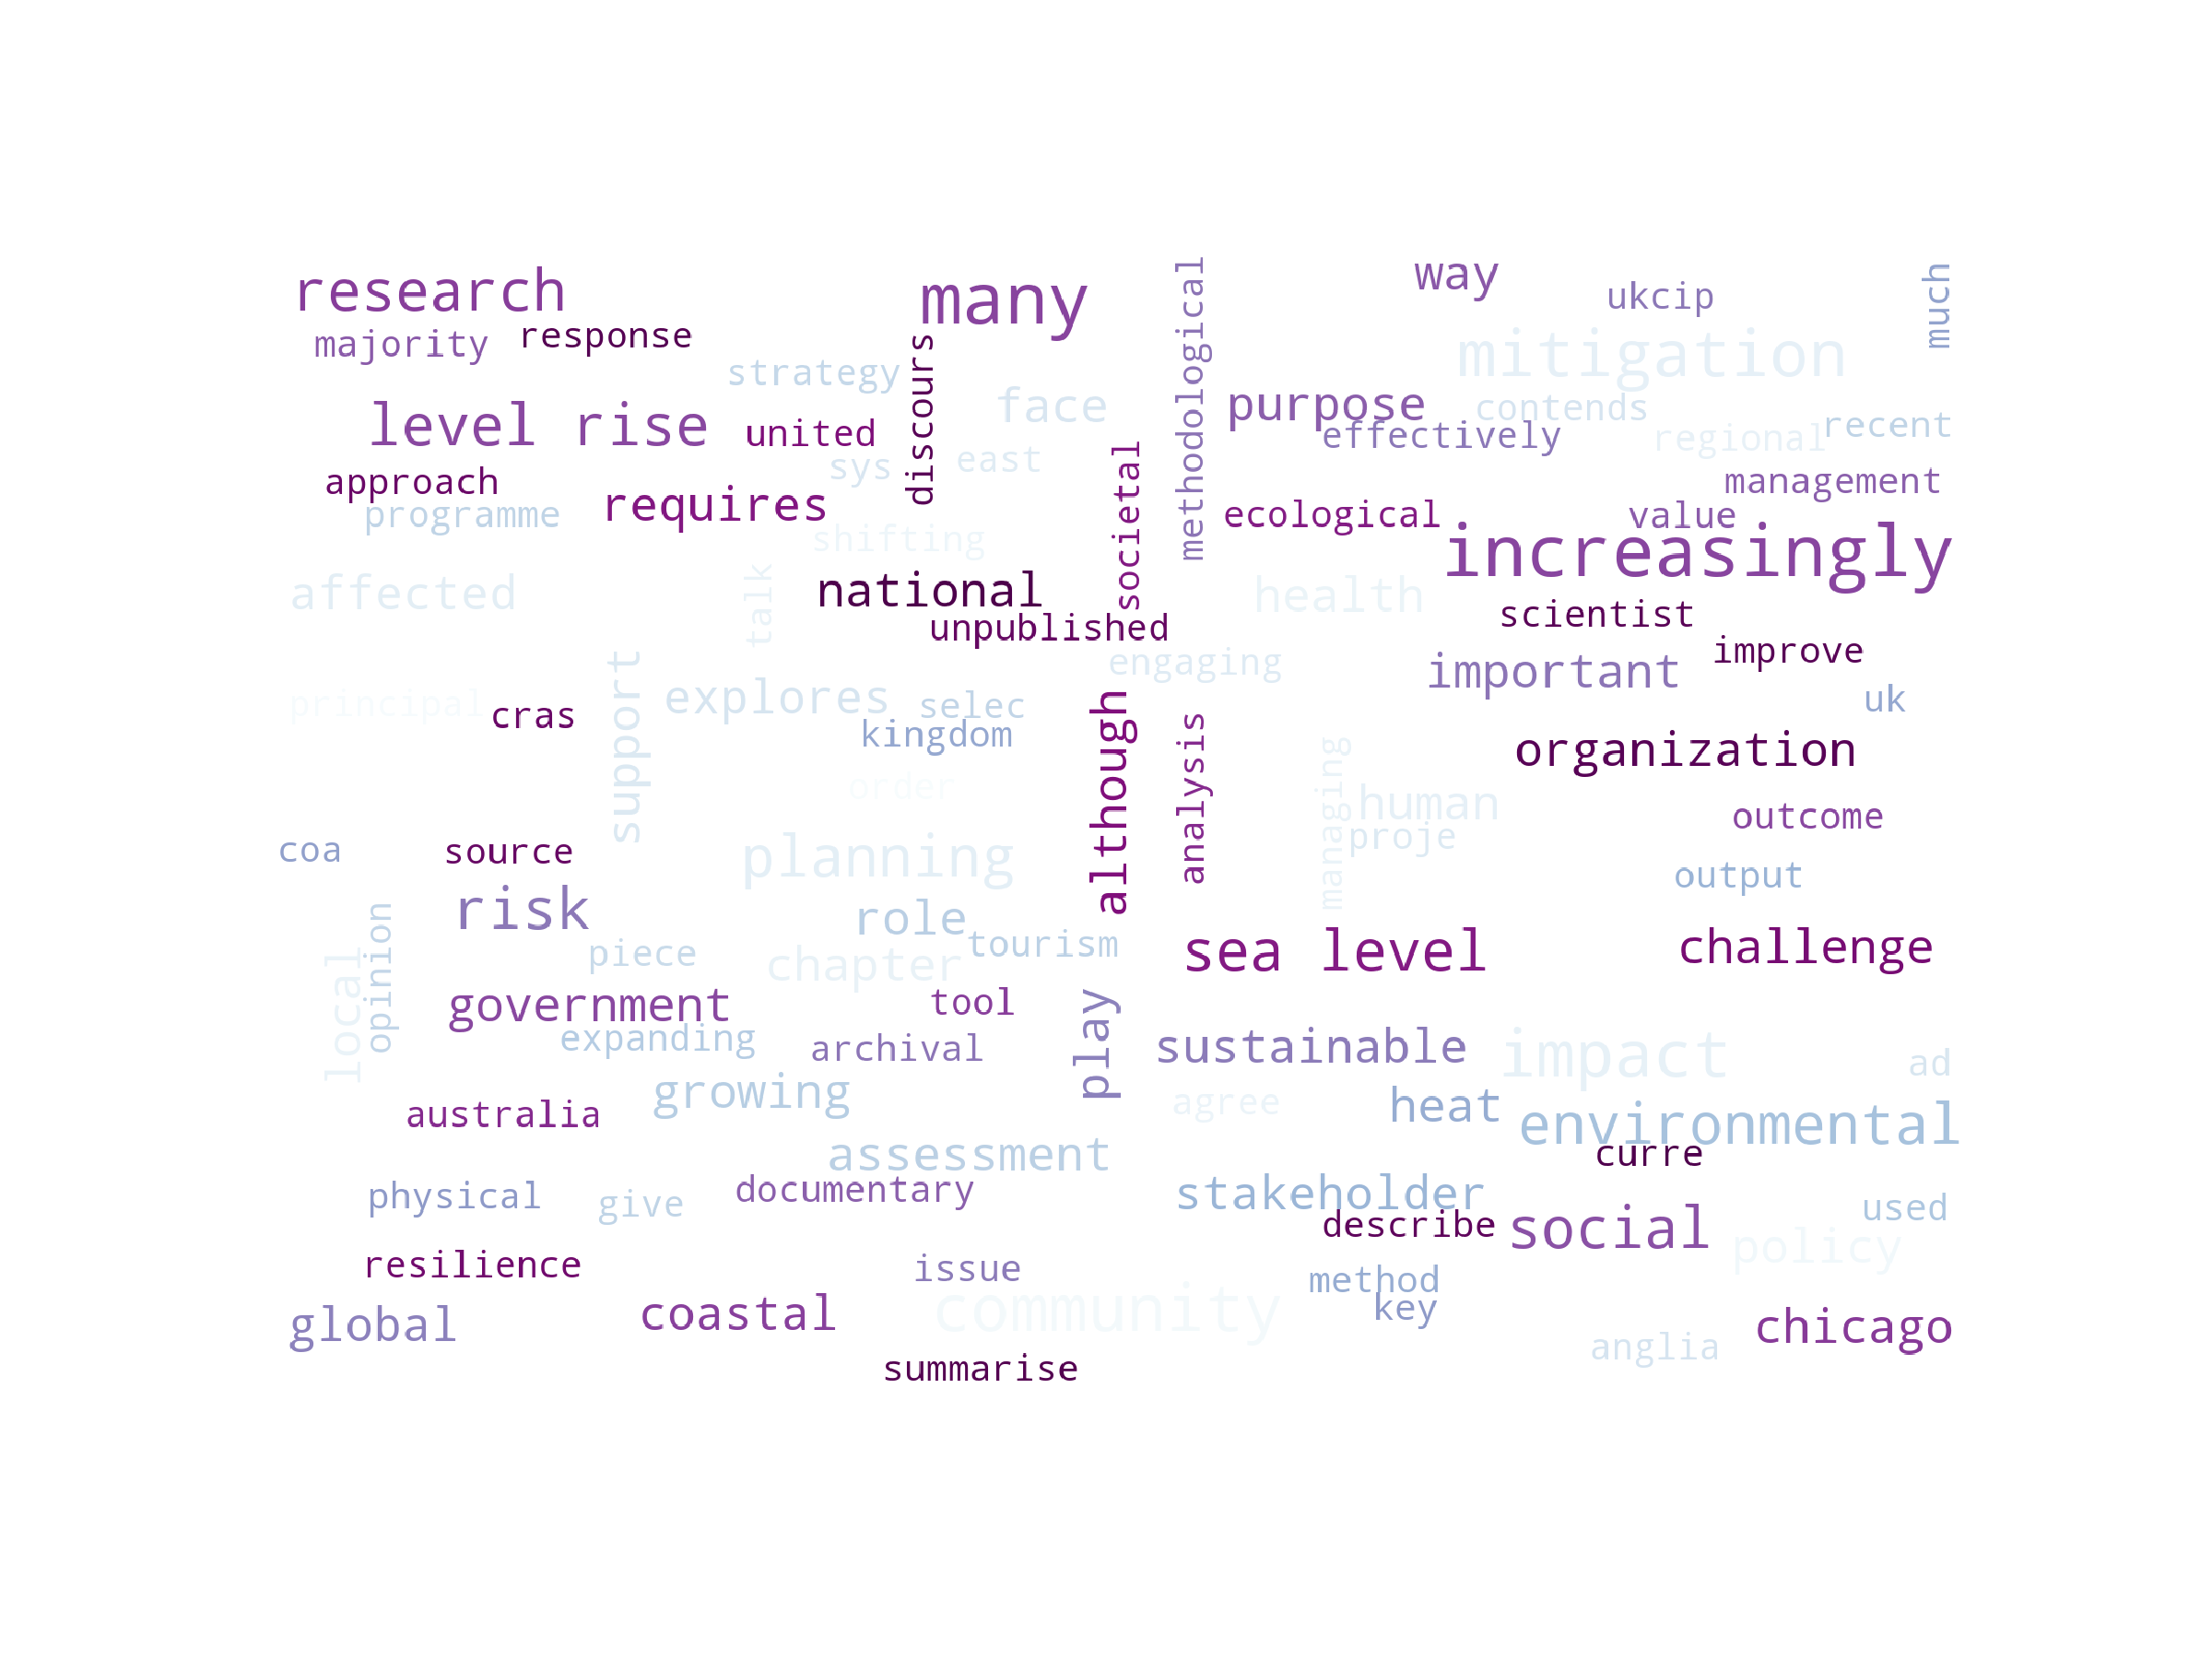 research
many
way
ukcip
much
majority
response
methodological
mitigation
strategy
discours
face
purpose
contends
level rise
united
effectively
regional
recent
sys
east
societal
approach
management
programme
requires
ecological
value
shifting
increasingly
affected
talk
national
health
scientist
unpublished
improve
support
engaging
important
principal
cras
explores
selec
uk
kingdom
although
analysis
managing
organization
order
human
outcome
coa
source
planning
proje
output
risk
role
opinion
piece
chapter
tourism
sea level
challenge
local
government
tool
play
expanding
archival
sustainable
impact
ad
growing
agree
heat
australia
environmental
assessment
curre
physical
give
documentary
stakeholder
used
describe
social
policy
resilience
issue
method
global
coastal
community
key
chicago
anglia
summarise